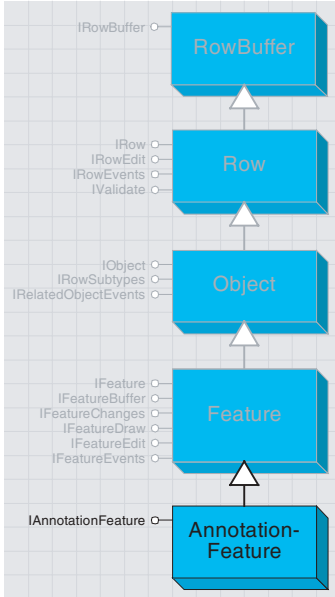 IRowBuffer
RowBuffer
IRow
IRowEdit
IRowEvents
IValidate
Row
IObject
IRowSubtypes
IRelatedObjectEvents
Object
IFeature
IFeatureBuffer
IFeatureChanges
IFeatureDraw
IFeatureEdit
IFeatureEvents
Feature
IAnnotationFeature
Annotation-
Feature